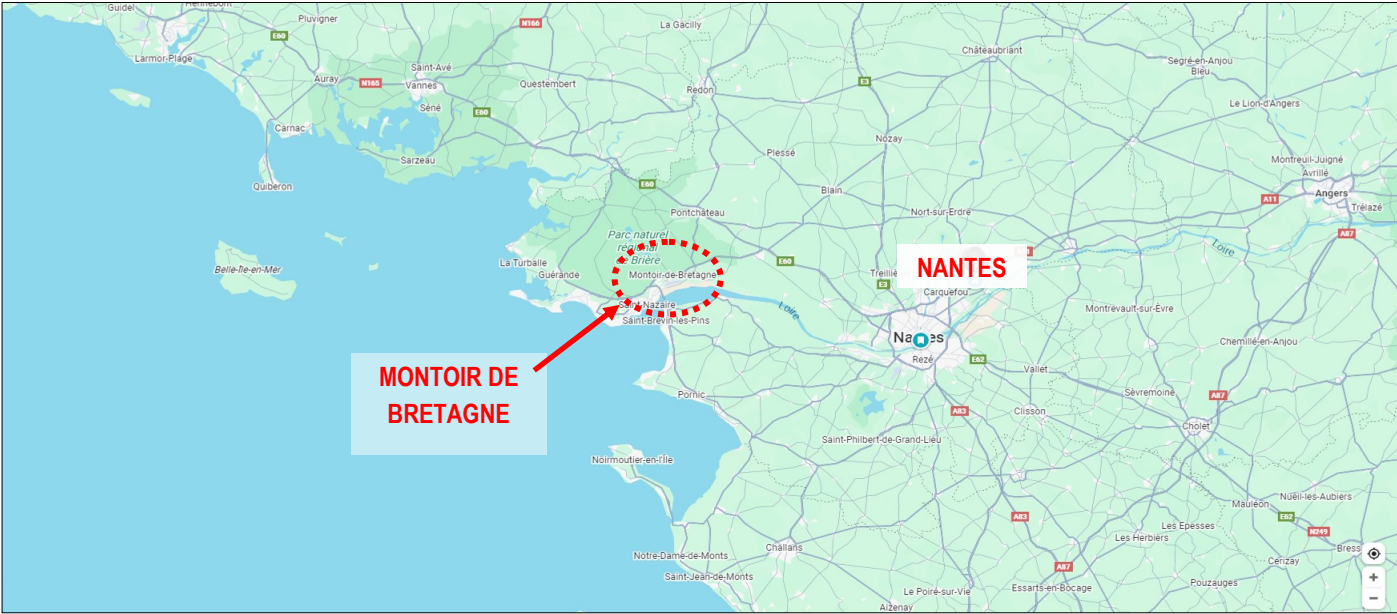 Guidel
Hennebont
Pluvigner
N166
La Gacilly
E60
Larmor-Plage
Châteaubriant
Segré-en-Anjou
Bleu
Saint-Avé
Auray
N165
Vannes
Questembert
Redon
E3
Le Lion-d'Angers
Séné
E60
Carnac
Nozay
Sarzeau
Plessé
Montreuil-Juigné
Avrillé
Quiberon
E60
Blain
Angers
A11
Trélazé
Pontchâteau
Nort-sur-Erdre
A87
Parc naturel
régional
de Brière
Loire
La Turballe
Guérande
Montoir-de-Bretagne
E60
Belle-Île-en-Mer
NANTES
E3
Carquefou
Saint-Nazaire
Loire
Saint-Brevin-les-Pins
Montrevault-sur-Èvre
Nantes
Chemillé-en-Anjou
Rezé
E62
Vallet
MONTOIR DE
BRETAGNE
Pornic
Sèvremoine
A87
A83
Clisson
Cholet
Saint-Philbert-de-Grand-Lieu
Noirmoutier-en-l'Île
Mauléon
Nueil-les-Aubiers
A83
E62
Les Epesses
N249
Les Herbiers
Notre-Dame-de-Monts
Challans
Bress
Cerizay
A87
Saint-Jean-de-Monts
Pouzauges
Le Poiré-sur-Vie
Essarts-en-Bocage
Aizenay